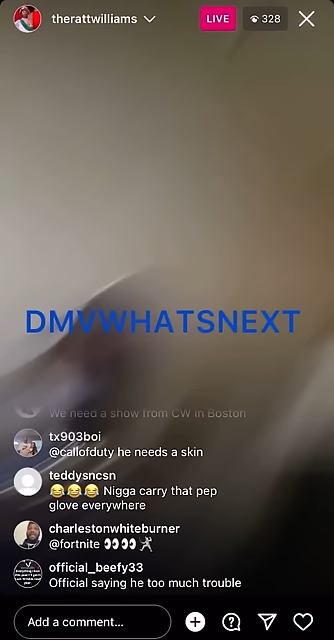 therattwilliams
LIVE
328
DMVWHATSNEXT
We need a show from CW in Boston
tx903boi
@callofduty he needs a skin
teddysncsn
😂😂😂 Nigga carry that pep
glove everywhere
charlestonwhiteburner
@fortnite 👀👀🏃
official_beefy33
Official saying he too much trouble
Add a comment...